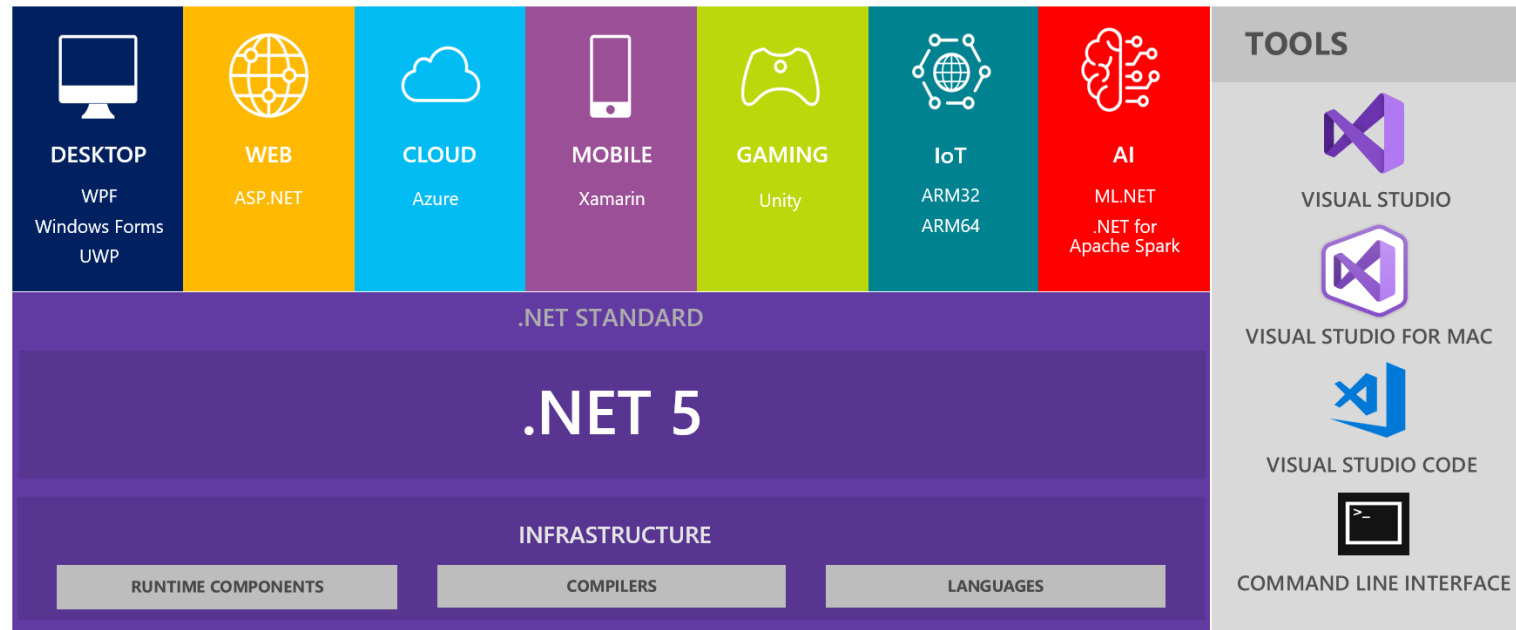 DESKTOP
WPF
Windows Forms
UWP
WEB
ASP.NET
CLOUD
Azure
MOBILE
Xamarin
GAMING
Unity
IoT
ARM32
ARM64
AI
ML.NET
.NET for
Apache Spark
.NET STANDARD
.NET 5
INFRASTRUCTURE
RUNTIME COMPONENTS
COMPILERS
LANGUAGES
TOOLS
VISUAL STUDIO
VISUAL STUDIO FOR MAC
VISUAL STUDIO CODE
>_
COMMAND LINE INTERFACE